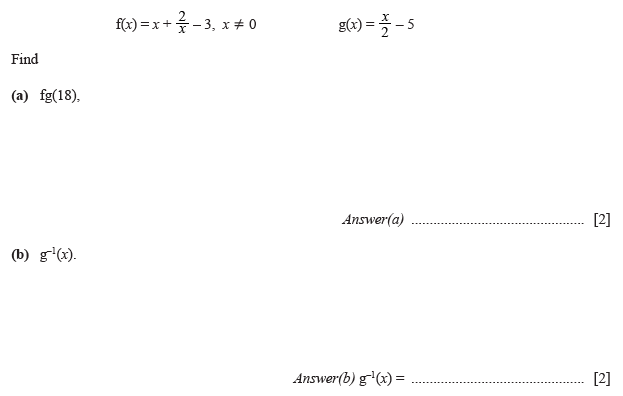 f(x) = x + 2/x – 3, x ≠ 0    g(x) = x/2 – 5
Find
(a) fg(18),
Answer(a) ............................................... [2]
(b) g⁻¹(x).
Answer(b) g⁻¹(x) = ............................................... [2]